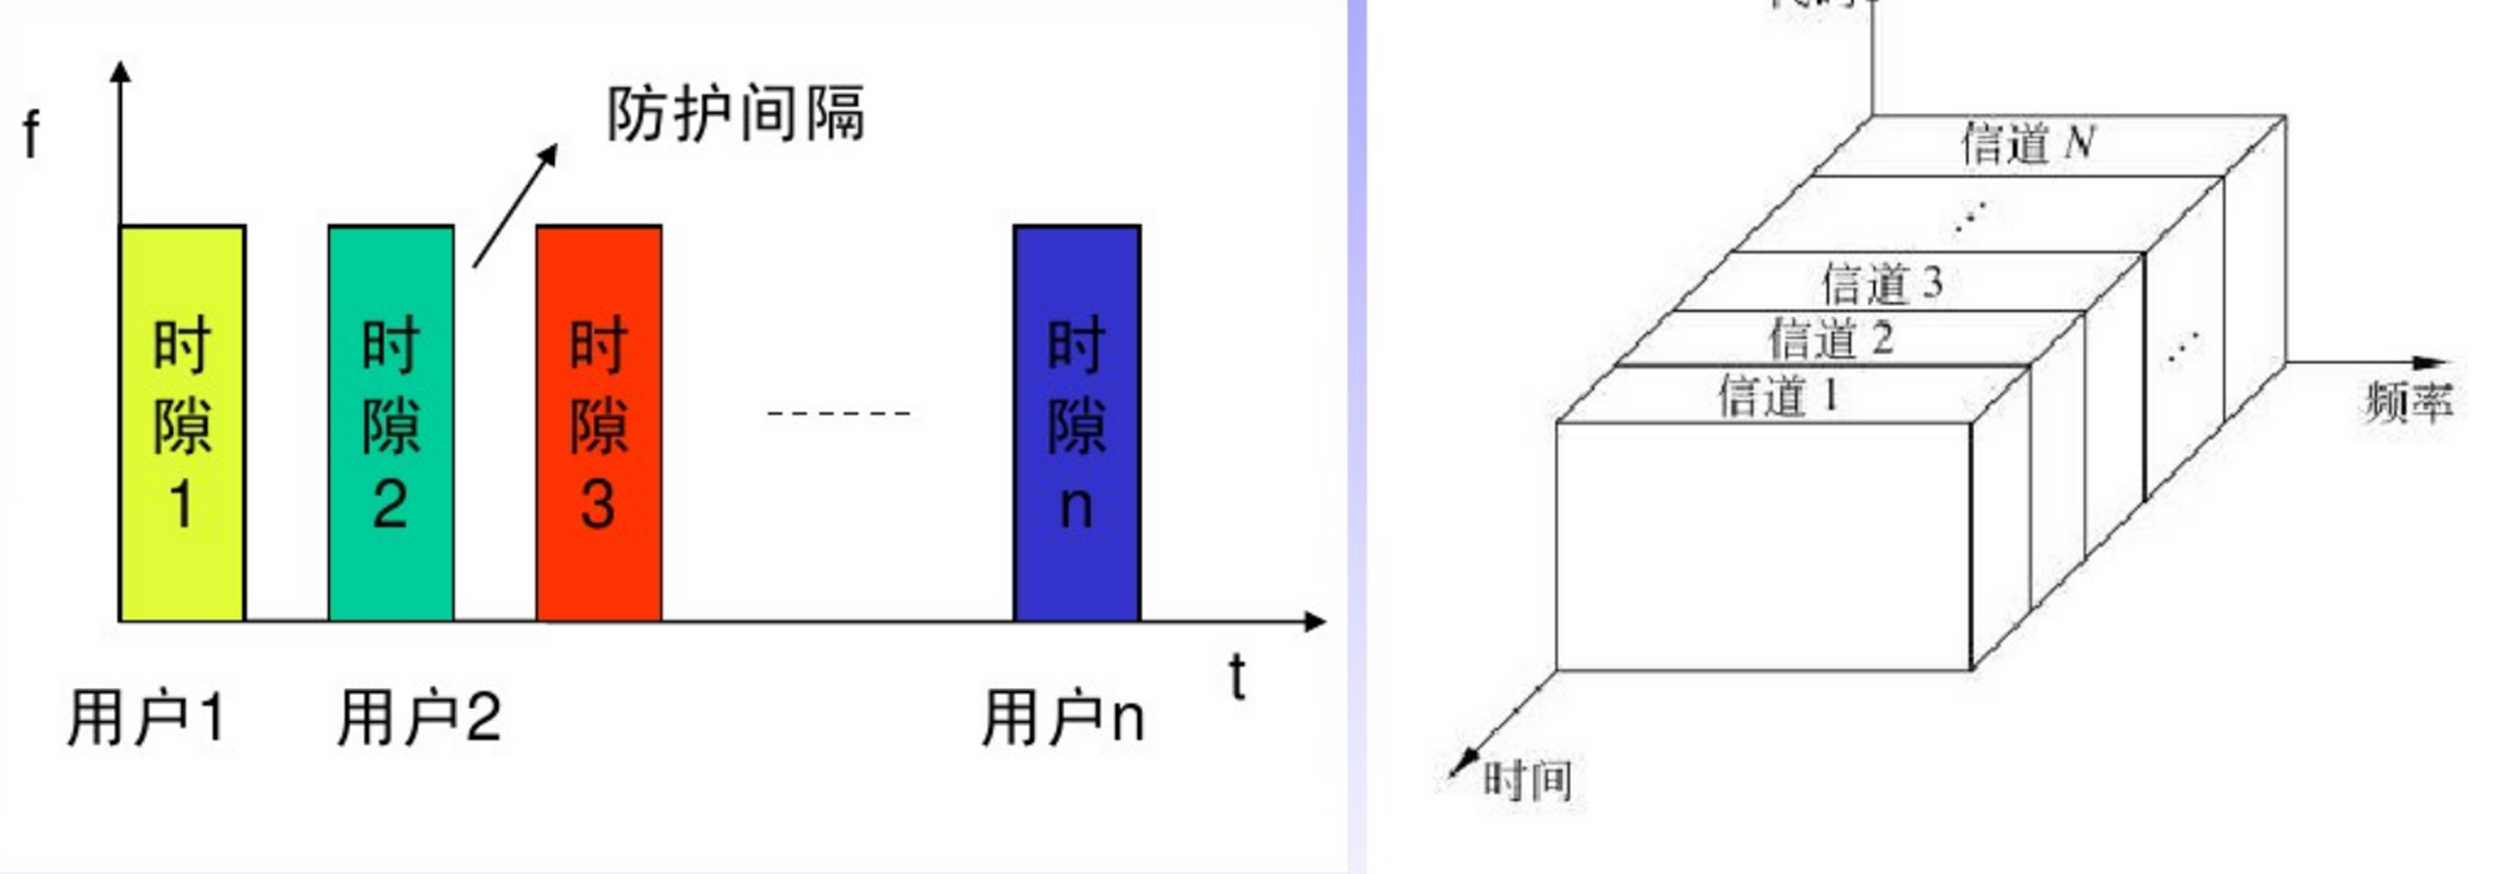 f
防护间隔
时隙1
时隙2
时隙3
时隙n
用户1
用户2
用户n
t
信道 N
信道 3
信道 2
信道 1
频率
时间